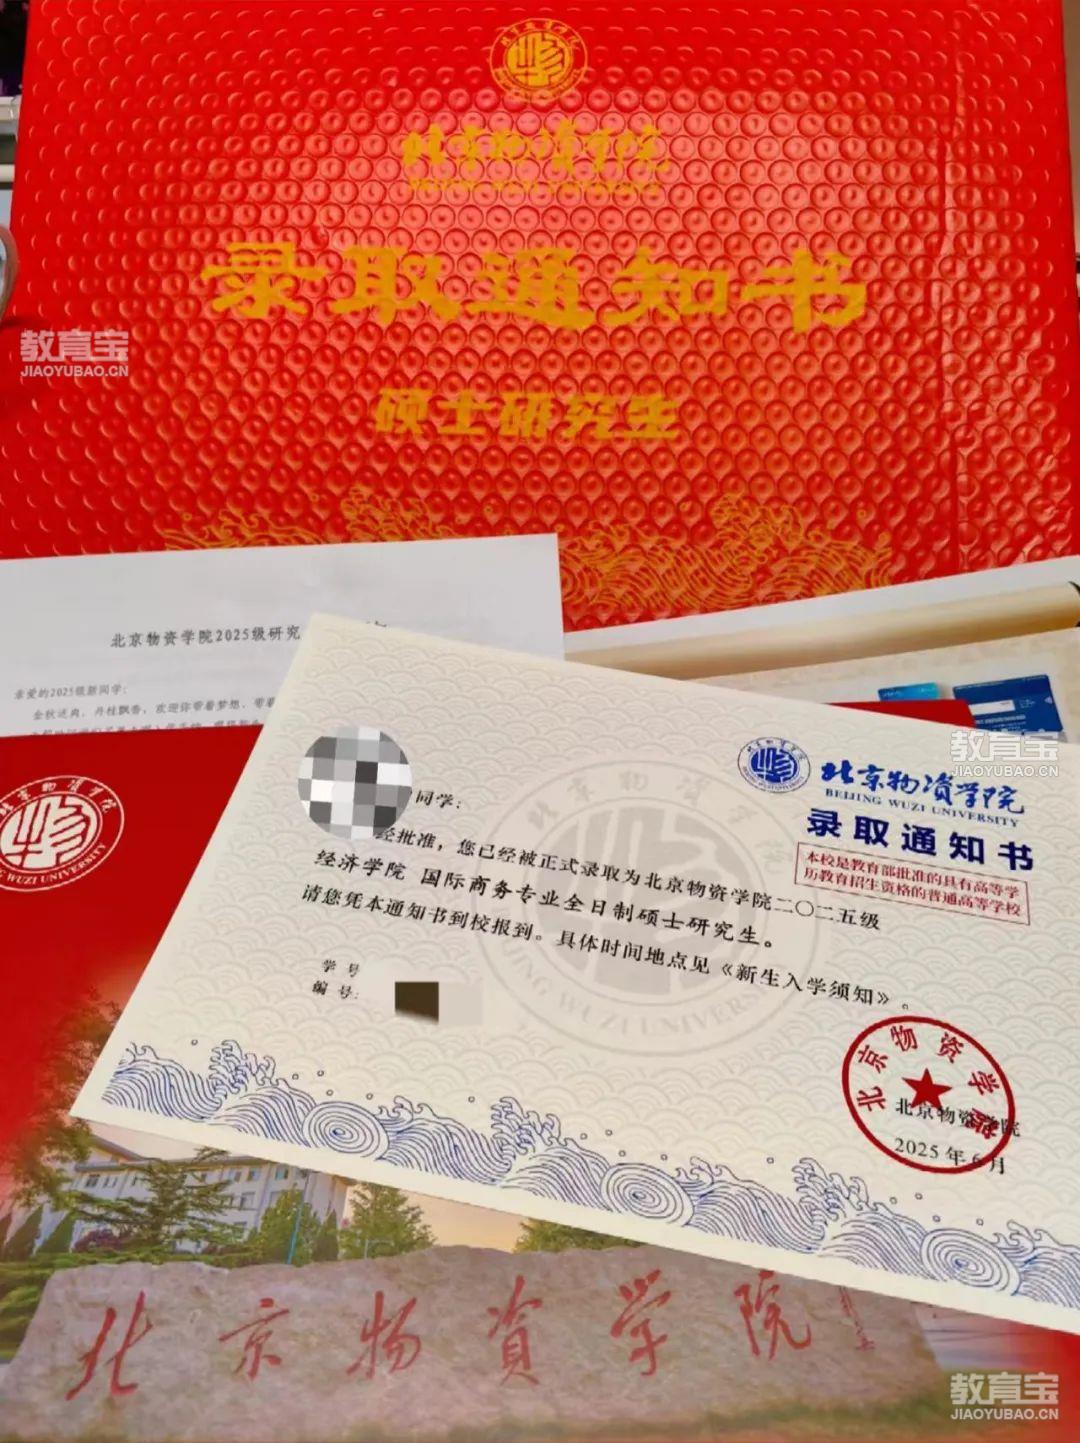 北京物资学院
BEIJING WUZI UNIVERSITY
录取通知书
硕士研究生
教育宝
JIAOYUBAO.CN
北京物资学院2025级研究
亲爱的2025级新同学:
金秋送爽，丹桂飘香，欢迎你带着梦想、带着
北京物资学院
WUZI UNIVERSITY
北京物资学院
BEIJING WUZI UNIVERSITY
录取通知书
本校是教育部批准的具有高等学
历教育招生资格的普通高等学校
同学:
经批准，您已经被正式录取为北京物资学院二〇二五级
经济学院 国际商务专业全日制硕士研究生。
请您凭本通知书到校报到。具体时间地点见《新生入学须知》。
学号
编号:
北京物资学院
北京物资学院
2025年6月
教育宝
JIAOYUBAO.CN
北京物資学院
教育宝
JIAOYUBAO.CN